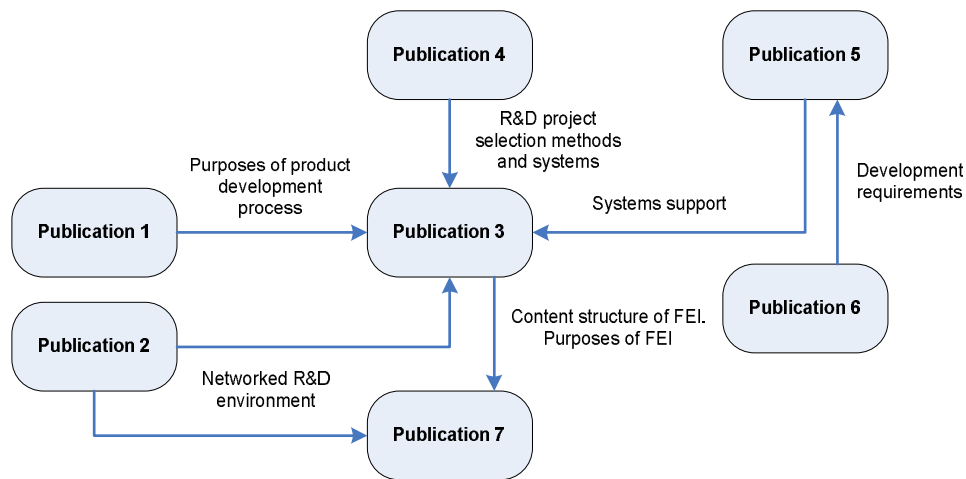 Publication 4
Publication 5
R&D project
selection methods
and systems
Purposes of product
development
process
Development
requirements
Publication 1
Publication 3
Systems support
Publication 2
Content structure of FEI.
Purposes of FEI
Publication 6
Networked R&D
environment
Publication 7